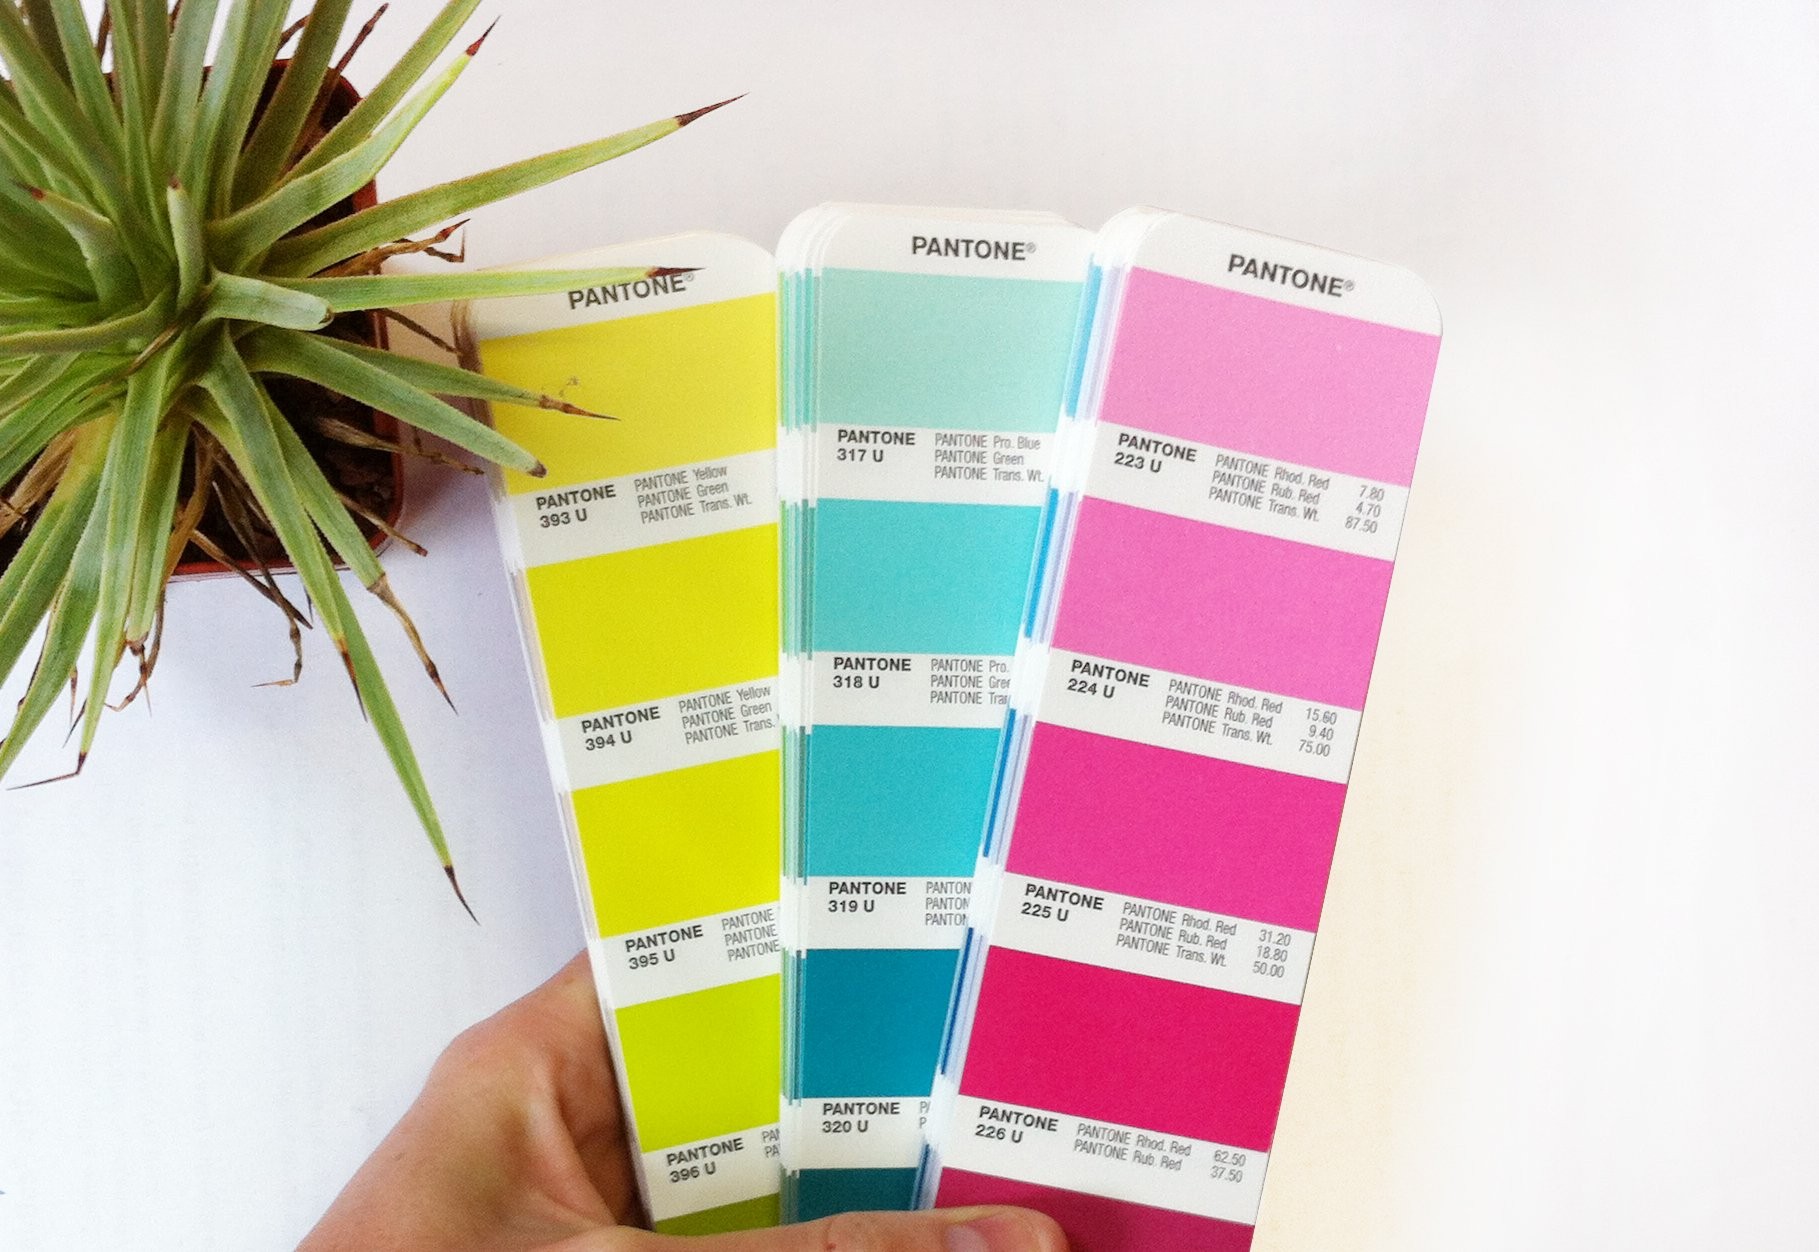 PANTONE®
PANTONE
393 U
PANTONE Yellow
PANTONE Green
PANTONE Trans. Wt.
PANTONE
394 U
PANTONE Yellow
PANTONE Green
PANTONE Trans.
PANTONE
395 U
PANTONE
PANTONE
PANTONE
PANTONE
396 U
PANTONE®
PANTONE
317 U
PANTONE Pro. Blue
PANTONE Green
PANTONE Trans. Wt.
PANTONE
318 U
PANTONE Pro.
PANTONE
PANTONE
PANTONE
319 U
PANTONE
320 U
PANTONE®
PANTONE
223 U
PANTONE Rhod. Red 7.80
PANTONE Rub. Red 4.70
PANTONE Trans. Wt. 87.50
PANTONE
224 U
PANTONE Rhod. Red 15.60
PANTONE Rub. Red 9.40
PANTONE Trans. Wt. 75.00
PANTONE
225 U
PANTONE Rhod. Red 31.20
PANTONE Rub. Red 18.80
PANTONE Trans. Wt. 50.00
PANTONE
226 U
PANTONE Rhod. Red 62.50
PANTONE Rub. Red 37.50